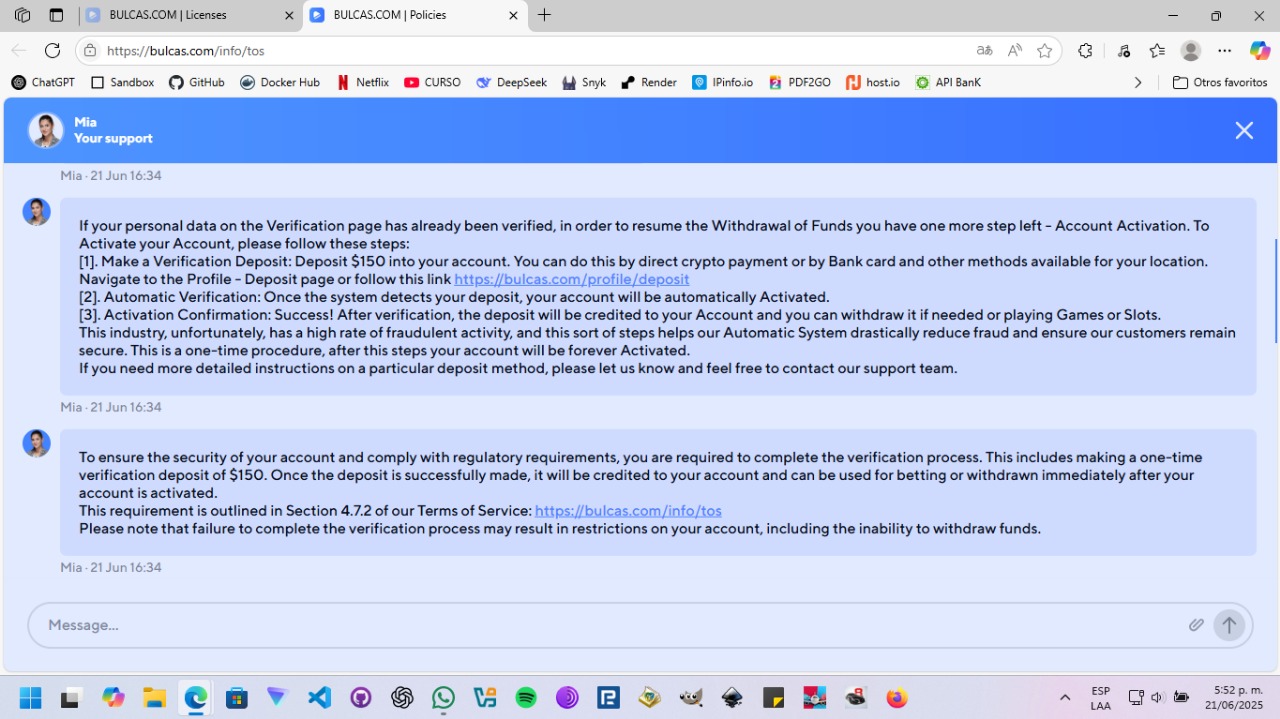 BULCAS.COM | Licenses
BULCAS.COM | Policies
https://bulcas.com/info/tos
ChatGPT
Sandbox
GitHub
Docker Hub
Netflix
CURSO
DeepSeek
Snyk
Render
IPinfo.io
PDF2GO
host.io
API BanK
Otros favoritos
Mia
Your support
Mia · 21 Jun 16:34
If your personal data on the Verification page has already been verified, in order to resume the Withdrawal of Funds you have one more step left - Account Activation. To
Activate your Account, please follow these steps:
[1]. Make a Verification Deposit: Deposit $150 into your account. You can do this by direct crypto payment or by Bank card and other methods available for your location.
Navigate to the Profile - Deposit page or follow this link https://bulcas.com/profile/deposit
[2]. Automatic Verification: Once the system detects your deposit, your account will be automatically Activated.
[3]. Activation Confirmation: Success! After verification, the deposit will be credited to your Account and you can withdraw it if needed or playing Games or Slots.
This industry, unfortunately, has a high rate of fraudulent activity, and this sort of steps helps our Automatic System drastically reduce fraud and ensure our customers remain
secure. This is a one-time procedure, after this steps your account will be forever Activated.
If you need more detailed instructions on a particular deposit method, please let us know and feel free to contact our support team.
Mia · 21 Jun 16:34
To ensure the security of your account and comply with regulatory requirements, you are required to complete the verification process. This includes making a one-time
verification deposit of $150. Once the deposit is successfully made, it will be credited to your account and can be used for betting or withdrawn immediately after your
account is activated.
This requirement is outlined in Section 4.7.2 of our Terms of Service: https://bulcas.com/info/tos
Please note that failure to complete the verification process may result in restrictions on your account, including the inability to withdraw funds.
Mia · 21 Jun 16:34
Message...
ESP
LAA
5:32 p. m.
21/06/2025